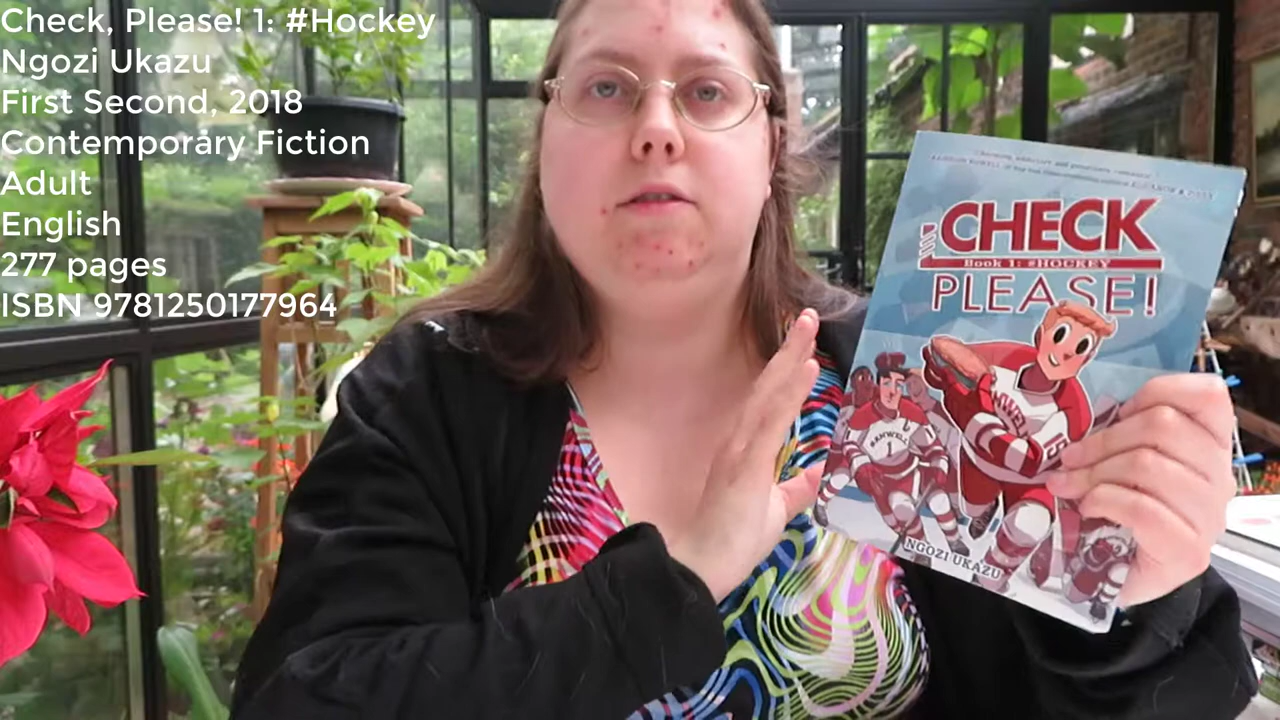 Check, Please! 1: #Hockey
Ngozi Ukazu
First Second, 2018
Contemporary Fiction
Adult
English
277 pages
ISBN 9781250177964
CHECK
Book 1: #HOCKEY
PLEASE!
SAMWELL
1
15
NGOZI UKAZU